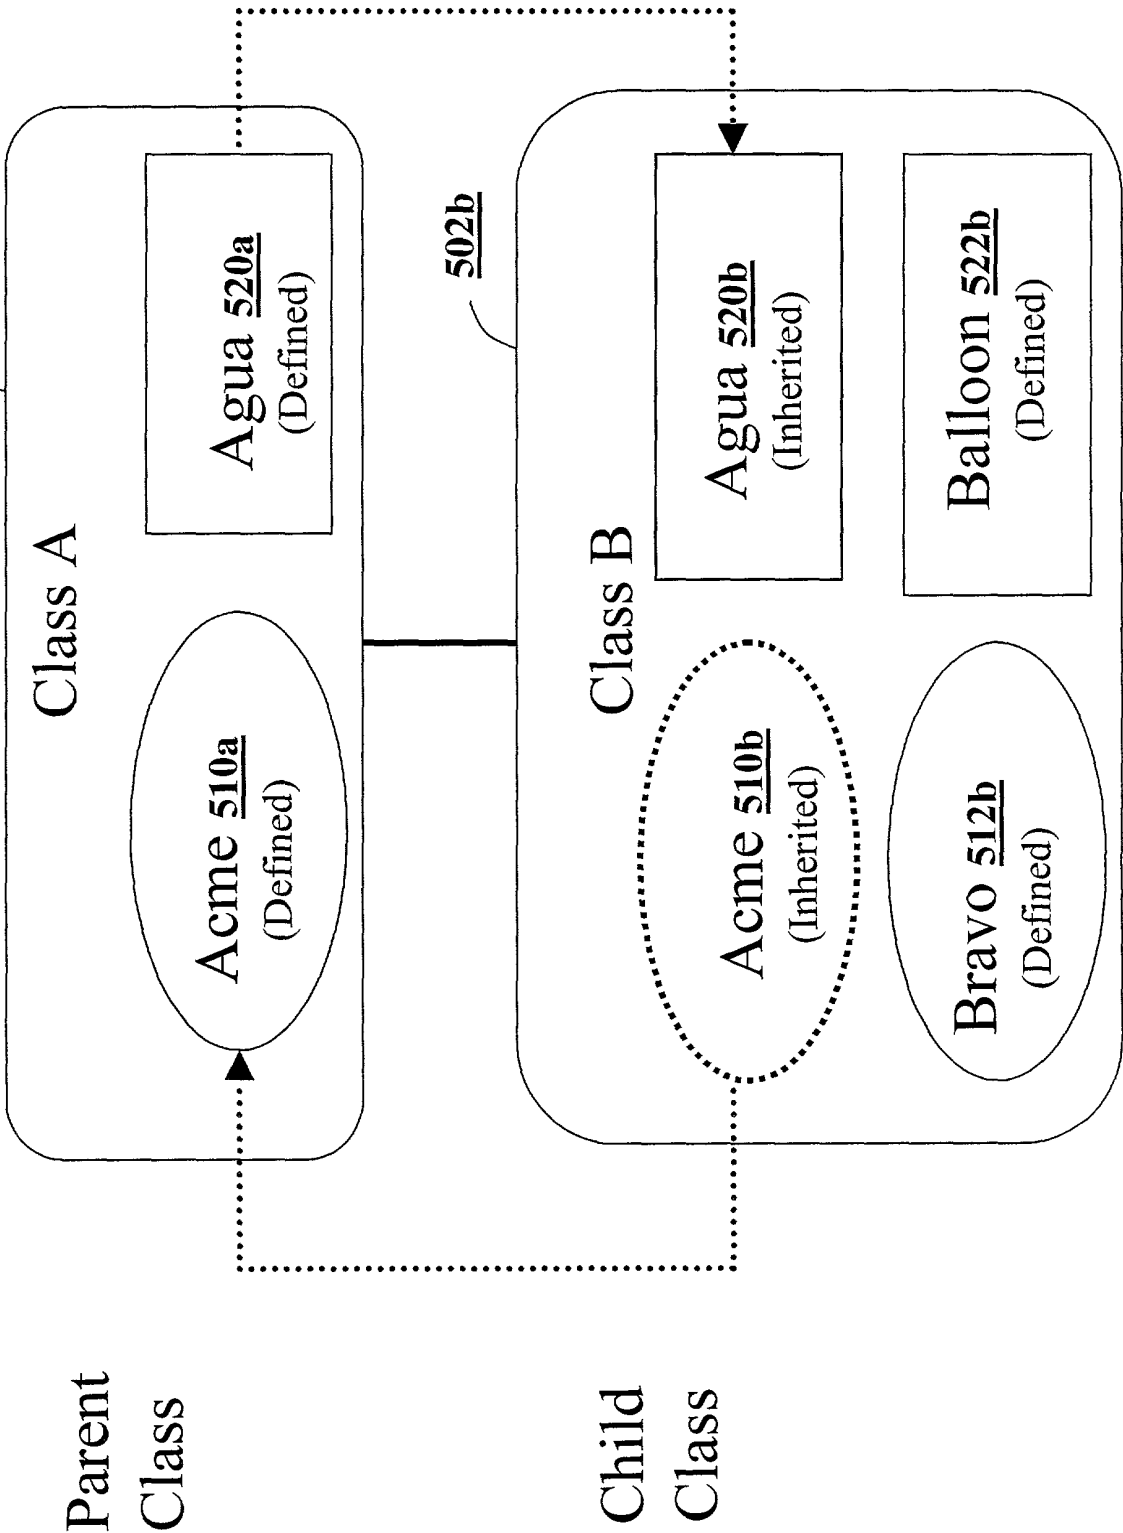 Parent
Class
Class A
Acme 510a
(Defined)
Agua 520a
(Defined)
502b
Child
Class
Class B
Acme 510b
(Inherited)
Agua 520b
(Inherited)
Bravo 512b
(Defined)
Balloon 522b
(Defined)